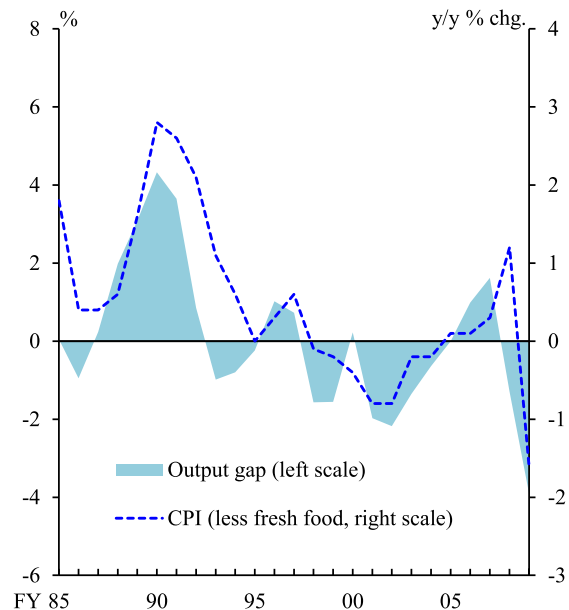 % y/y % chg.
8 4
6 3
4 2
2 1
0 0
-2 -1
Output gap (left scale)
-4 -2
CPI (less fresh food, right scale)
-6 -3
FY 85 90 95 00 05